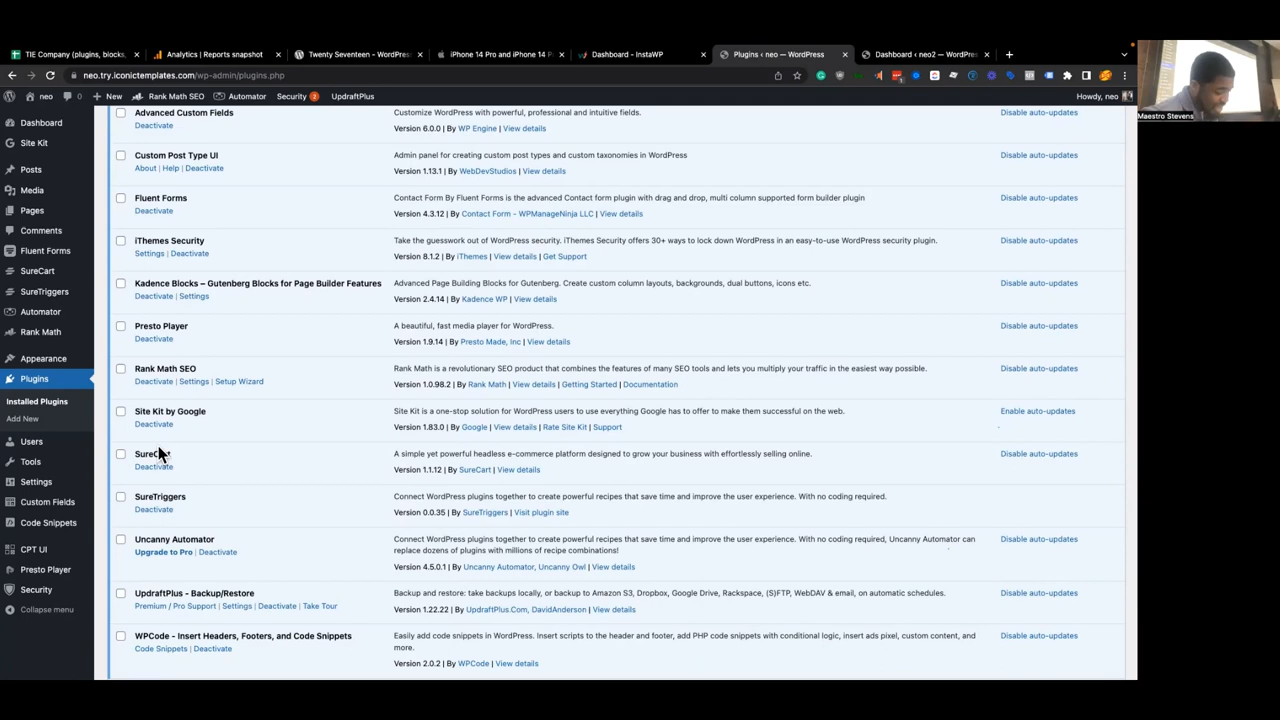 TIE Company (plugins, blocks,
Analytics | Reports snapshot
Twenty Seventeen – WordPress
iPhone 14 Pro and iPhone 14 P
Dashboard - InstaWP
Plugins ‹ neo — WordPress
Dashboard ‹ neo2 — WordPre
neo.try.iconictemplates.com/wp-admin/plugins.php
neo
0
New
Rank Math SEO
Automator
Security 2
UpdraftPlus
Howdy, neo
Maestro Stevens
Dashboard
Site Kit
Posts
Media
Pages
Comments
Fluent Forms
SureCart
SureTriggers
Automator
Rank Math
Appearance
Plugins
Installed Plugins
Add New
Users
Tools
Settings
Custom Fields
Code Snippets
CPT UI
Presto Player
Security
Collapse menu
Advanced Custom Fields
Deactivate
Customize WordPress with powerful, professional and intuitive fields.
Version 6.0.0 | By WP Engine | View details
Disable auto-updates
Custom Post Type UI
About | Help | Deactivate
Admin panel for creating custom post types and custom taxonomies in WordPress
Version 1.13.1 | By WebDevStudios | View details
Disable auto-updates
Fluent Forms
Deactivate
Contact Form By Fluent Forms is the advanced Contact form plugin with drag and drop, multi column supported form builder plugin
Version 4.3.12 | By Contact Form - WPManageNinja LLC | View details
Disable auto-updates
iThemes Security
Settings | Deactivate
Take the guesswork out of WordPress security. iThemes Security offers 30+ ways to lock down WordPress in an easy-to-use WordPress security plugin.
Version 8.1.2 | By iThemes | View details | Get Support
Disable auto-updates
Kadence Blocks – Gutenberg Blocks for Page Builder Features
Deactivate | Settings
Advanced Page Building Blocks for Gutenberg. Create custom column layouts, backgrounds, dual buttons, icons etc.
Version 2.4.14 | By Kadence WP | View details
Disable auto-updates
Presto Player
Deactivate
A beautiful, fast media player for WordPress.
Version 1.9.14 | By Presto Made, Inc | View details
Disable auto-updates
Rank Math SEO
Deactivate | Settings | Setup Wizard
Rank Math is a revolutionary SEO product that combines the features of many SEO tools and lets you multiply your traffic in the easiest way possible.
Version 1.0.98.2 | By Rank Math | View details | Getting Started | Documentation
Disable auto-updates
Site Kit by Google
Deactivate
Site Kit is a one-stop solution for WordPress users to use everything Google has to offer to make them successful on the web.
Version 1.83.0 | By Google | View details | Rate Site Kit | Support
Enable auto-updates
SureCart
Deactivate
A simple yet powerful headless e-commerce platform designed to grow your business with effortlessly selling online.
Version 1.1.12 | By SureCart | View details
Disable auto-updates
SureTriggers
Deactivate
Connect WordPress plugins together to create powerful recipes that save time and improve the user experience. With no coding required.
Version 0.0.35 | By SureTriggers | Visit plugin site
Uncanny Automator
Upgrade to Pro | Deactivate
Connect WordPress plugins together to create powerful recipes that save time and improve the user experience. With no coding required, Uncanny Automator can
replace dozens of plugins with millions of recipe combinations!
Version 4.5.0.1 | By Uncanny Automator, Uncanny Owl | View details
Disable auto-updates
UpdraftPlus - Backup/Restore
Premium / Pro Support | Settings | Deactivate | Take Tour
Backup and restore: take backups locally, or backup to Amazon S3, Dropbox, Google Drive, Rackspace, (S)FTP, WebDAV & email, on automatic schedules.
Version 1.22.22 | By UpdraftPlus.Com, DavidAnderson | View details
Disable auto-updates
WPCode - Insert Headers, Footers, and Code Snippets
Code Snippets | Deactivate
Easily add code snippets in WordPress. Insert scripts to the header and footer, add PHP code snippets with conditional logic, insert ads pixel, custom content, and
more.
Version 2.0.2 | By WPCode | View details
Disable auto-updates